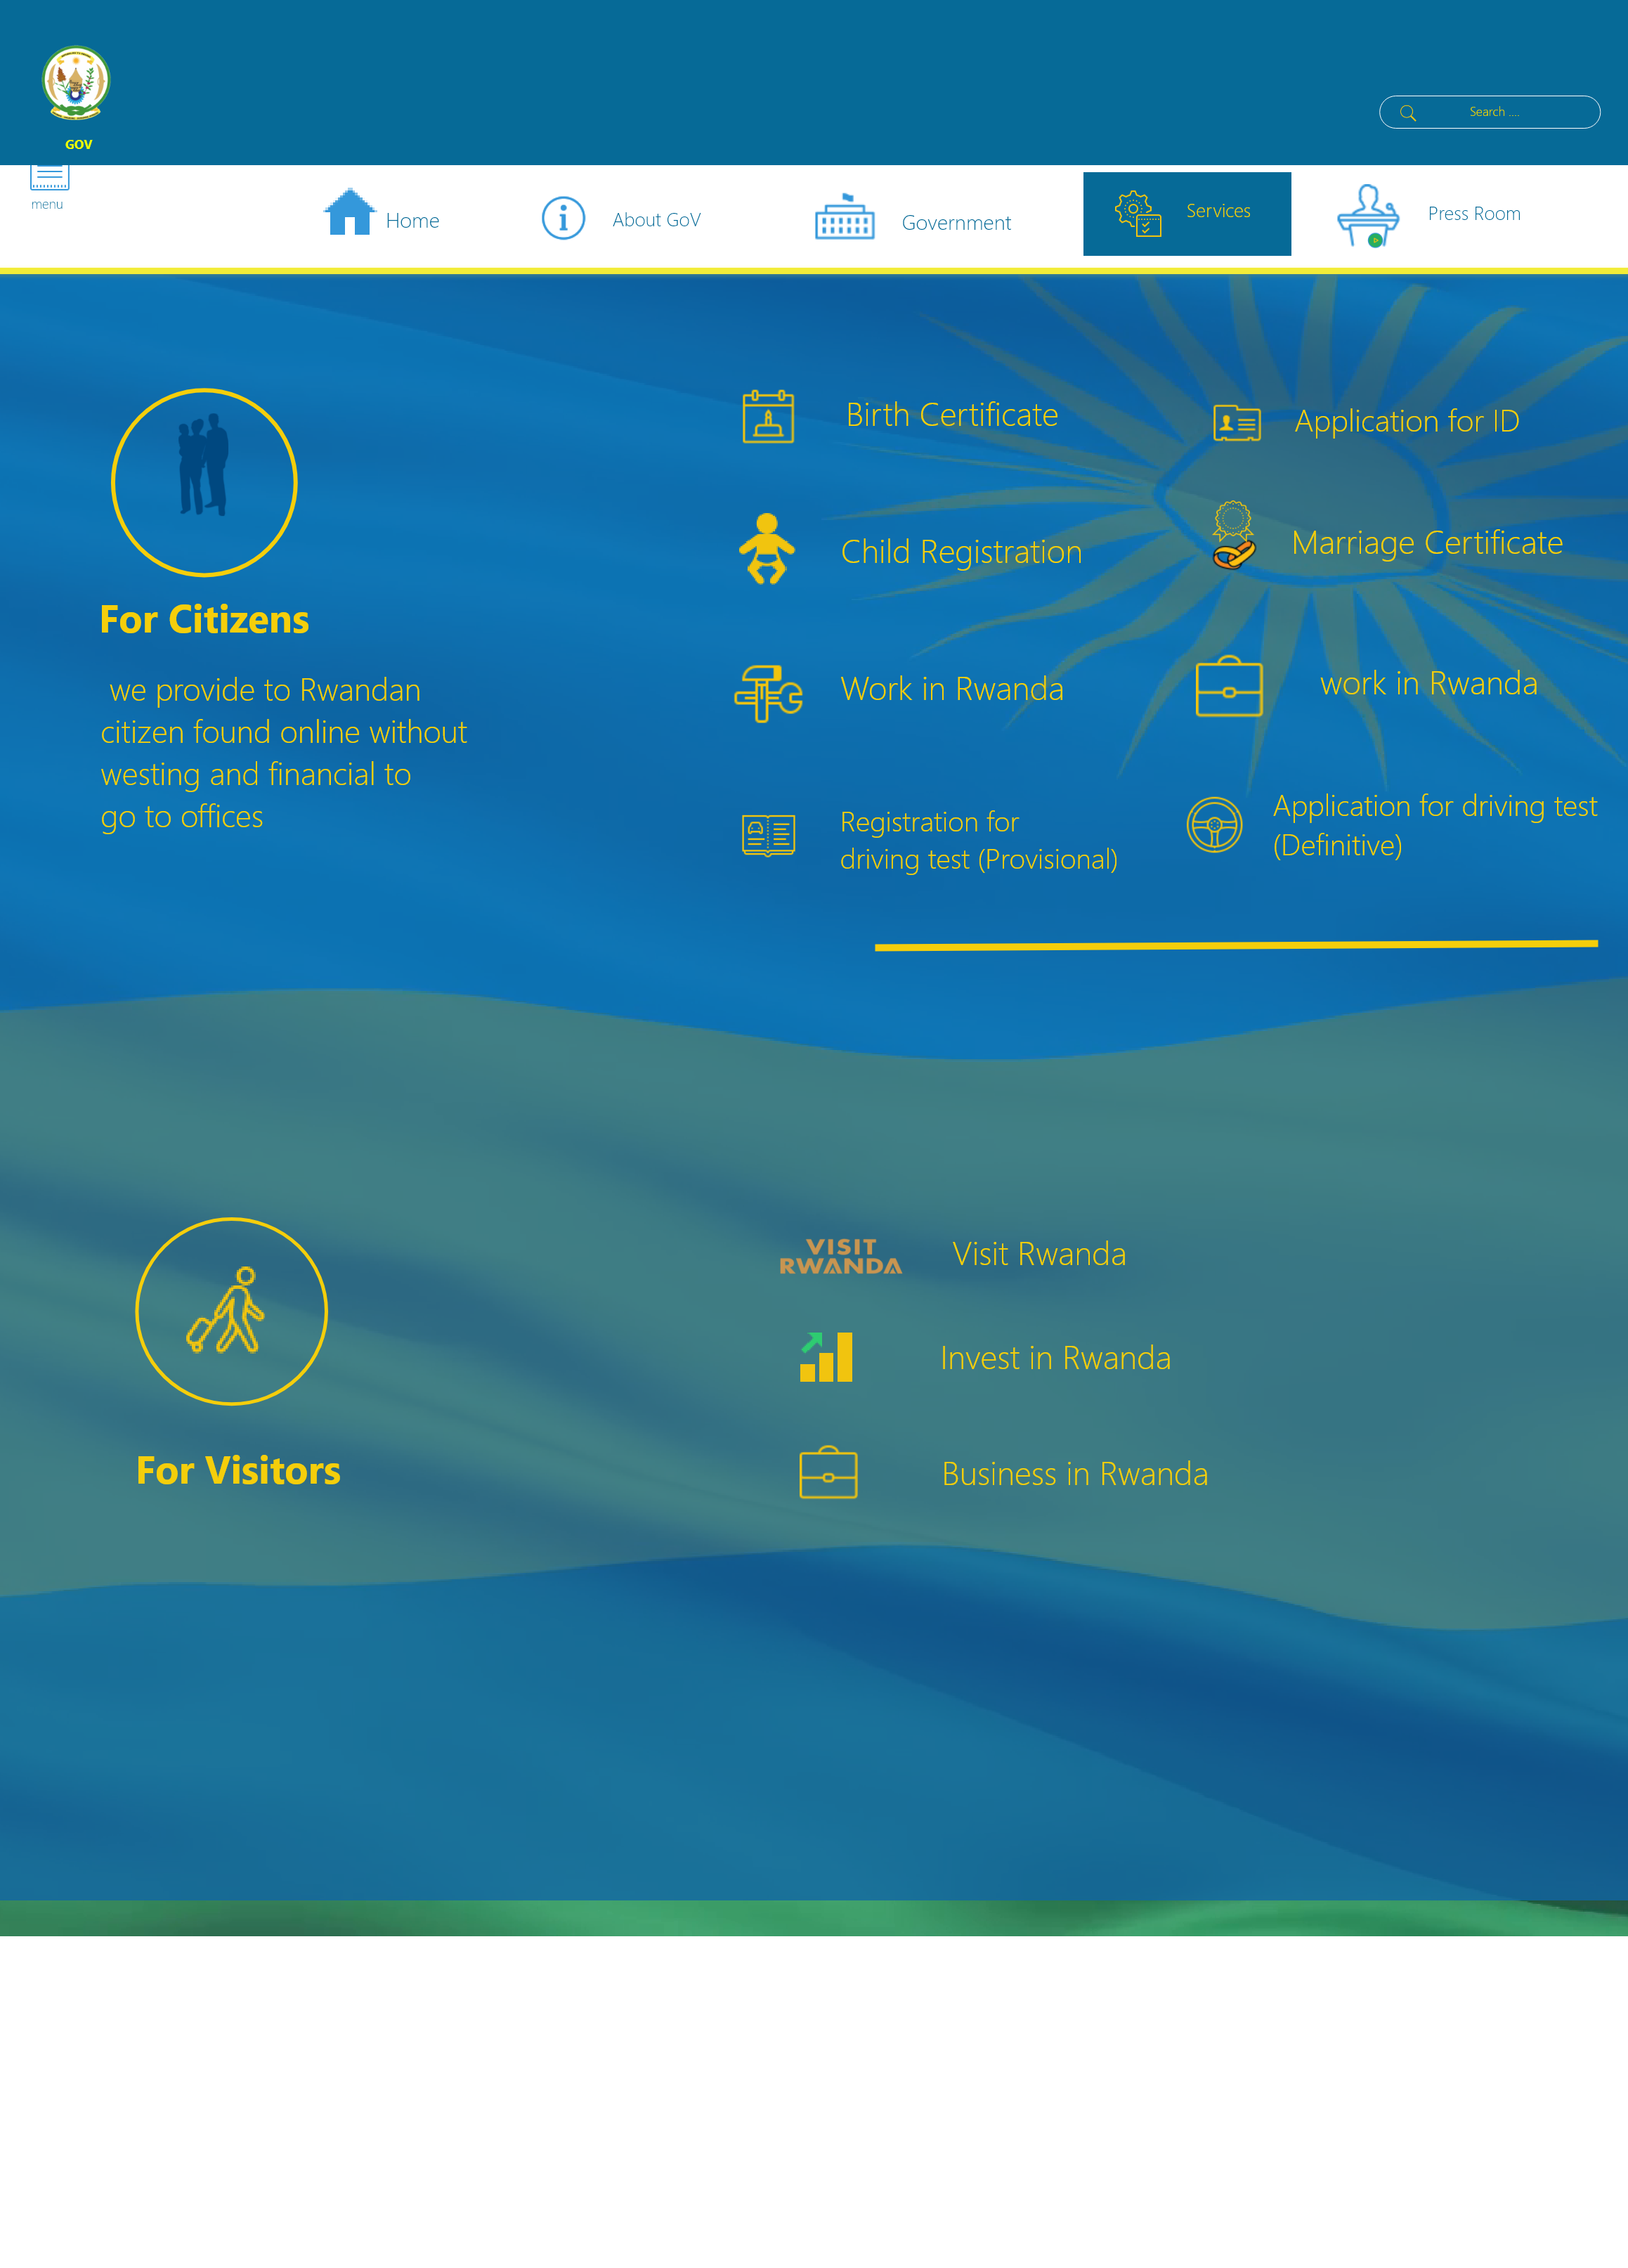 GOV
Search ....
menu
Home
About GoV
Government
Services
Press Room
Birth Certificate
Application for ID
Child Registration
Marriage Certificate
For Citizens
we provide to Rwandan
citizen found online without
westing and financial to
go to offices
Work in Rwanda
work in Rwanda
Registration for
driving test (Provisional)
Application for driving test
(Definitive)
VISIT
RWANDA
Visit Rwanda
Invest in Rwanda
For Visitors
Business in Rwanda